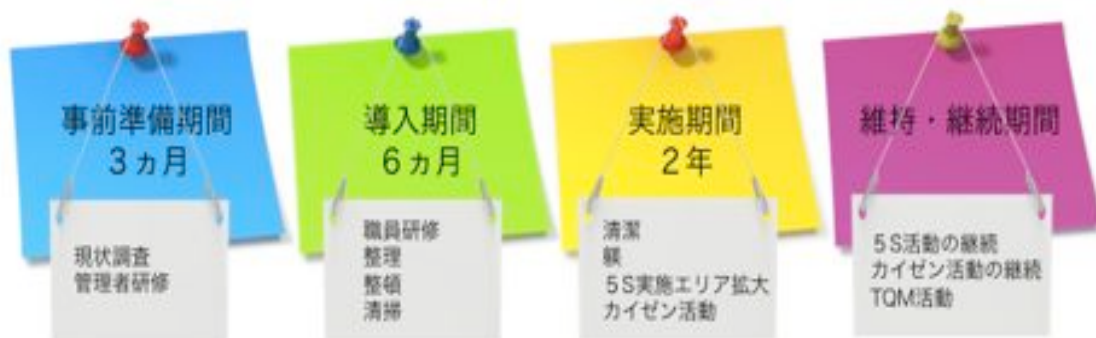 事前準備期間
3ヵ月
現状調査
管理者研修
導入期間
6ヵ月
職員研修
整理
整頓
清掃
実施期間
2年
清潔
躾
5S実施エリア拡大
カイゼン活動
維持・継続期間
5S活動の継続
カイゼン活動の継続
TQM活動